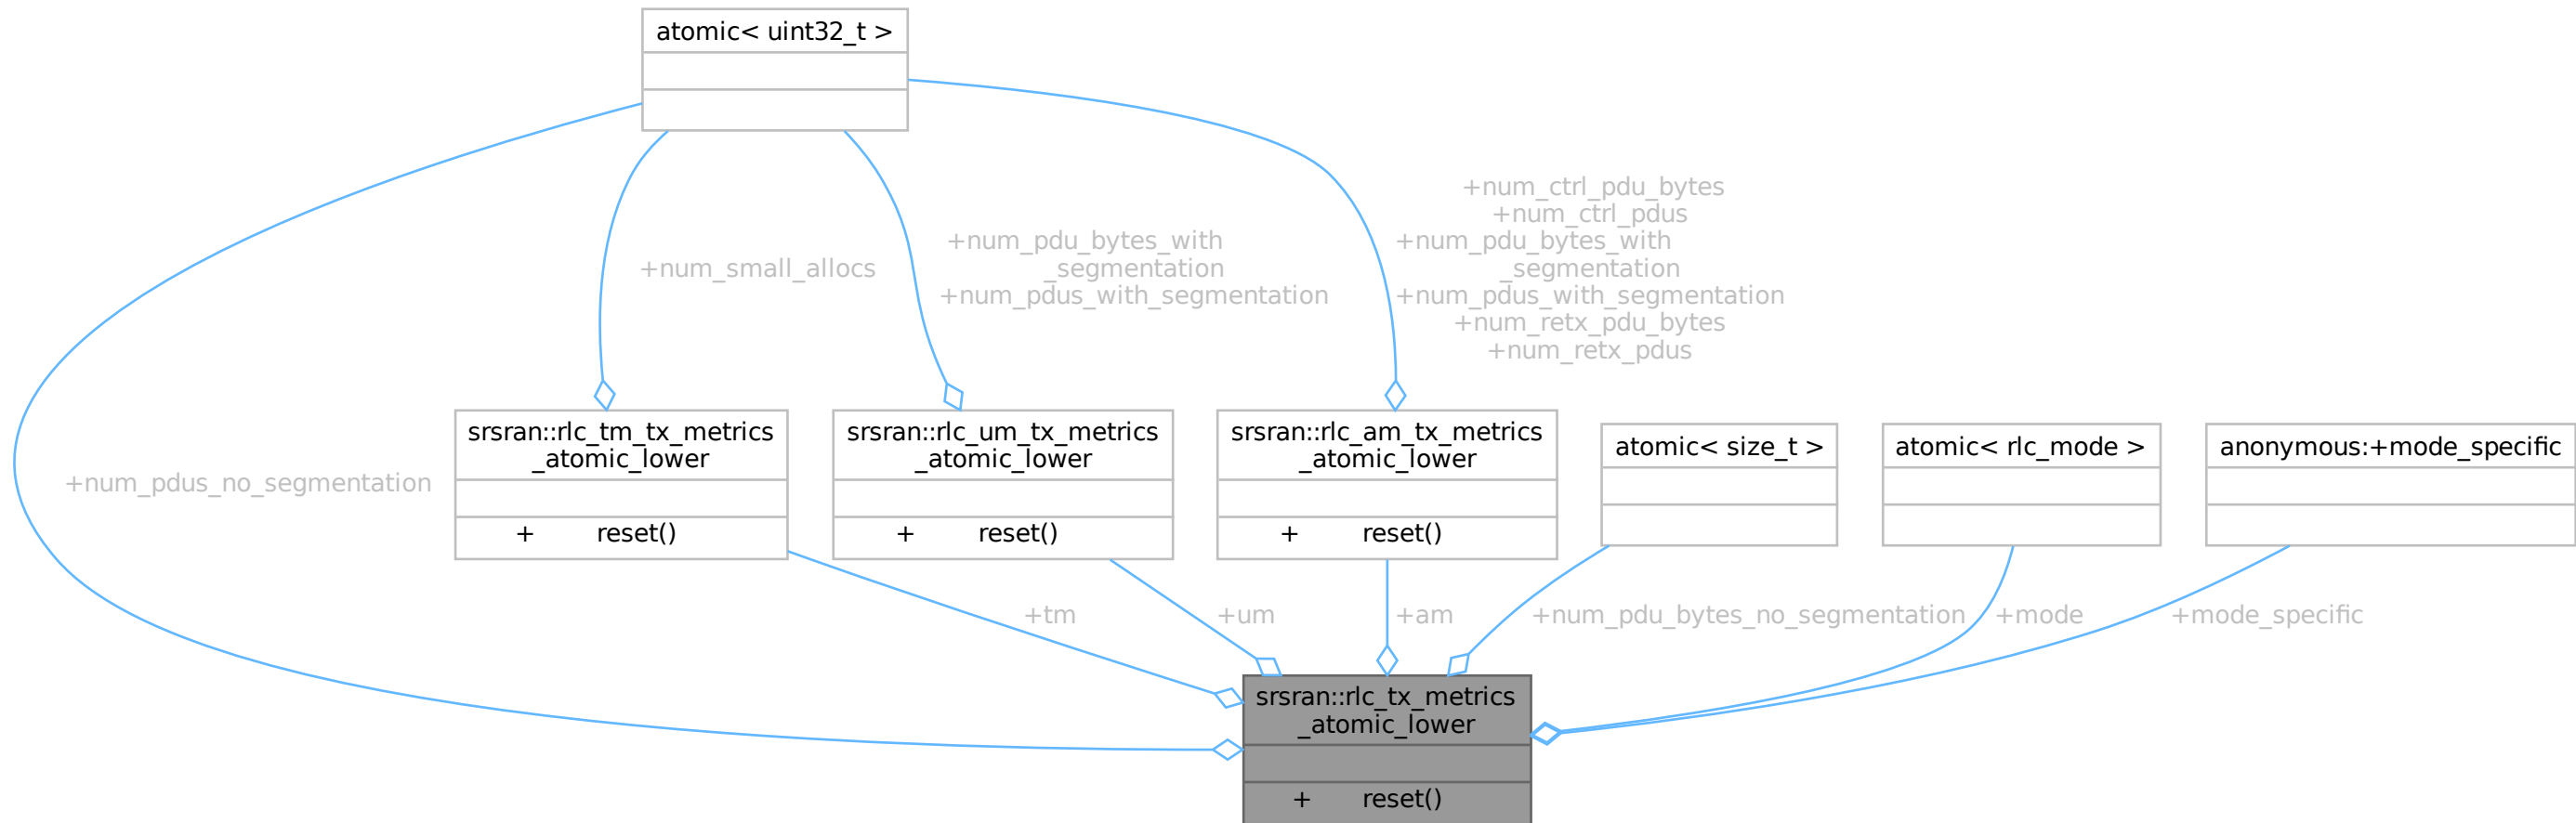 atomic< uint32_t >
+num_ctrl_pdu_bytes
+num_ctrl_pdus
+num_pdu_bytes_with
_segmentation
+num_pdus_with_segmentation
+num_retx_pdu_bytes
+num_retx_pdus
+num_pdu_bytes_with
_segmentation
+num_pdus_with_segmentation
+num_small_allocs
+num_pdus_no_segmentation
srsran::rlc_tm_tx_metrics
_atomic_lower
+ reset()
srsran::rlc_um_tx_metrics
_atomic_lower
+ reset()
srsran::rlc_am_tx_metrics
_atomic_lower
+ reset()
atomic< size_t >
atomic< rlc_mode >
anonymous:+mode_specific
+tm
+um
+am
+num_pdu_bytes_no_segmentation
+mode
+mode_specific
srsran::rlc_tx_metrics
_atomic_lower
+ reset()